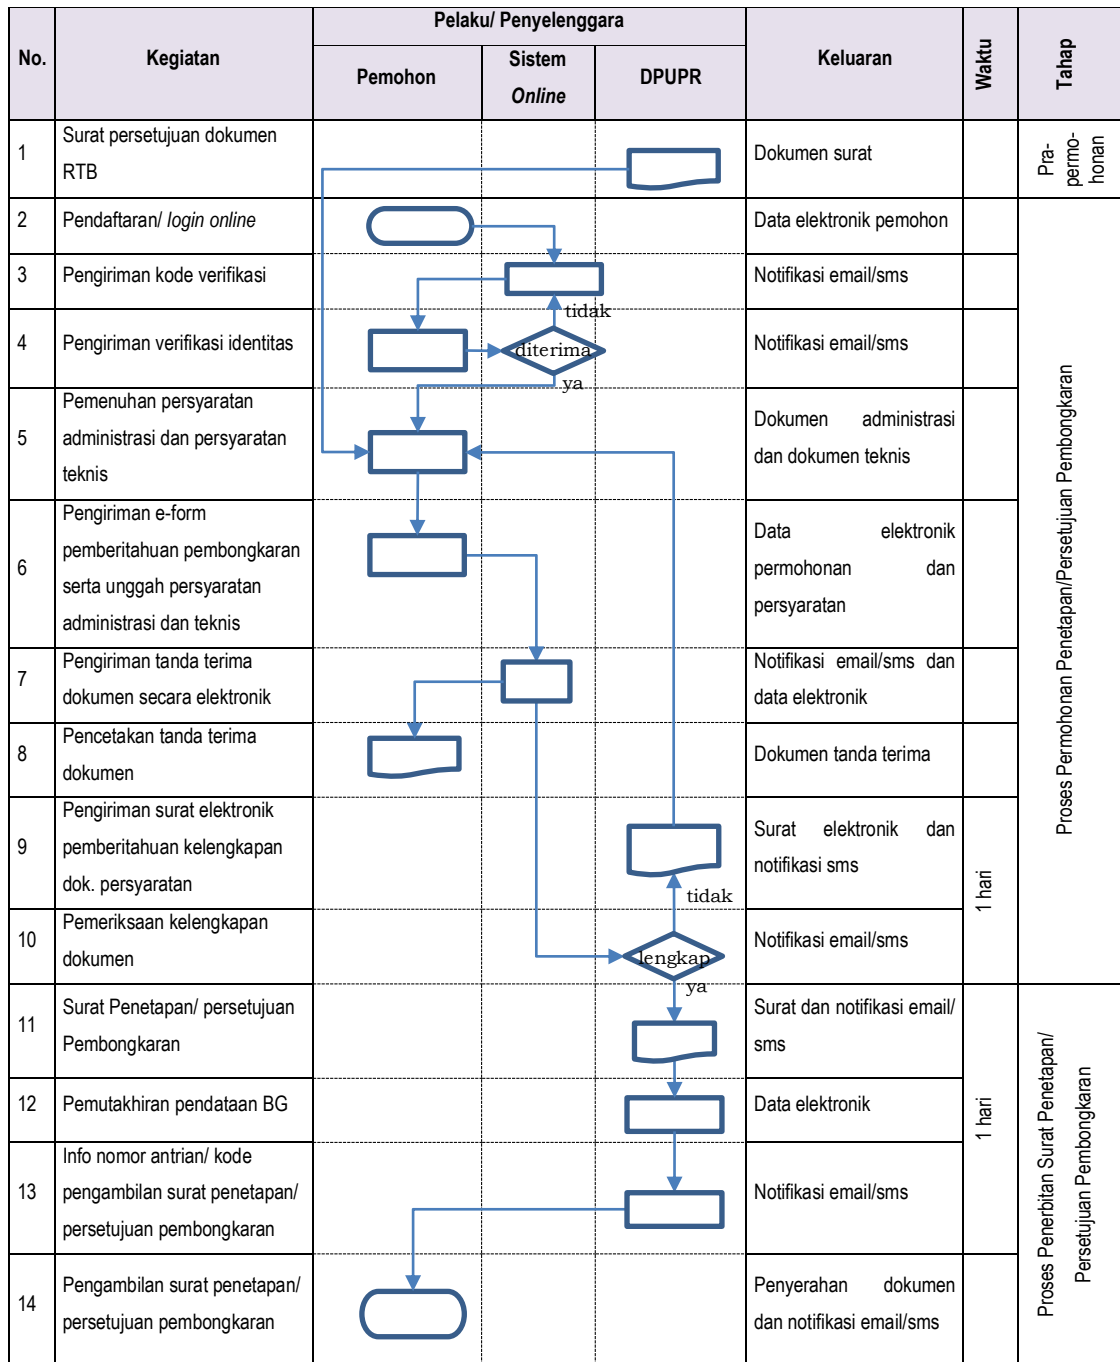 No.
Kegiatan
Pelaku/ Penyelenggara
Pemohon
Sistem
Online
DPUPR
Keluaran
Waktu
Tahap
1
Surat persetujuan dokumen
RTB
Dokumen surat
Pra-
permo-
honan
2
Pendaftaran/ login online
Data elektronik pemohon
3
Pengiriman kode verifikasi
Notifikasi email/sms
tidak
4
Pengiriman verifikasi identitas
diterima
Notifikasi email/sms
ya
5
Pemenuhan persyaratan
administrasi dan persyaratan
teknis
Dokumen administrasi
dan dokumen teknis
6
Pengiriman e-form
pemberitahuan pembongkaran
serta unggah persyaratan
administrasi dan teknis
Data elektronik
permohonan dan
persyaratan
7
Pengiriman tanda terima
dokumen secara elektronik
Notifikasi email/sms dan
data elektronik
8
Pencetakan tanda terima
dokumen
Dokumen tanda terima
9
Pengiriman surat elektronik
pemberitahuan kelengkapan
dok. persyaratan
Surat elektronik dan
notifikasi sms
tidak
1 hari
10
Pemeriksaan kelengkapan
dokumen
lengkap
Notifikasi email/sms
ya
Proses Permohonan Penetapan/Persetujuan Pembongkaran
11
Surat Penetapan/ persetujuan
Pembongkaran
Surat dan notifikasi email/
sms
12
Pemutakhiran pendataan BG
Data elektronik
1 hari
13
Info nomor antrian/ kode
pengambilan surat penetapan/
persetujuan pembongkaran
Notifikasi email/sms
14
Pengambilan surat penetapan/
persetujuan pembongkaran
Penyerahan dokumen
dan notifikasi email/sms
Proses Penerbitan Surat Penetapan/
Persetujuan Pembongkaran